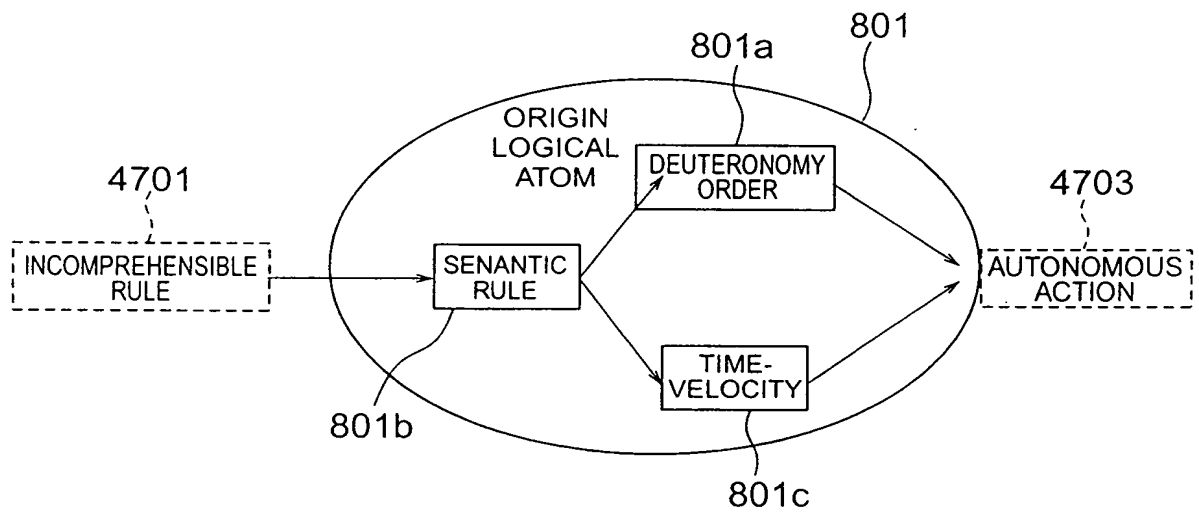 801
801a
ORIGIN
LOGICAL
ATOM
DEUTERONOMY
ORDER
4701
4703
INCOMPREHENSIBLE
RULE
SENANTIC
RULE
AUTONOMOUS
ACTION
TIME-
VELOCITY
801b
801c